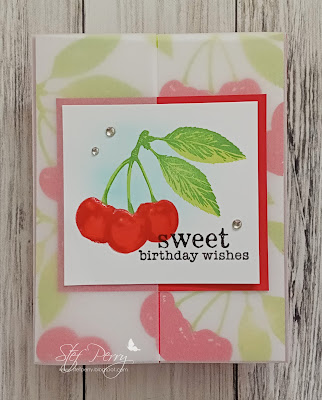 sweet
birthday wishes
Stef Perry